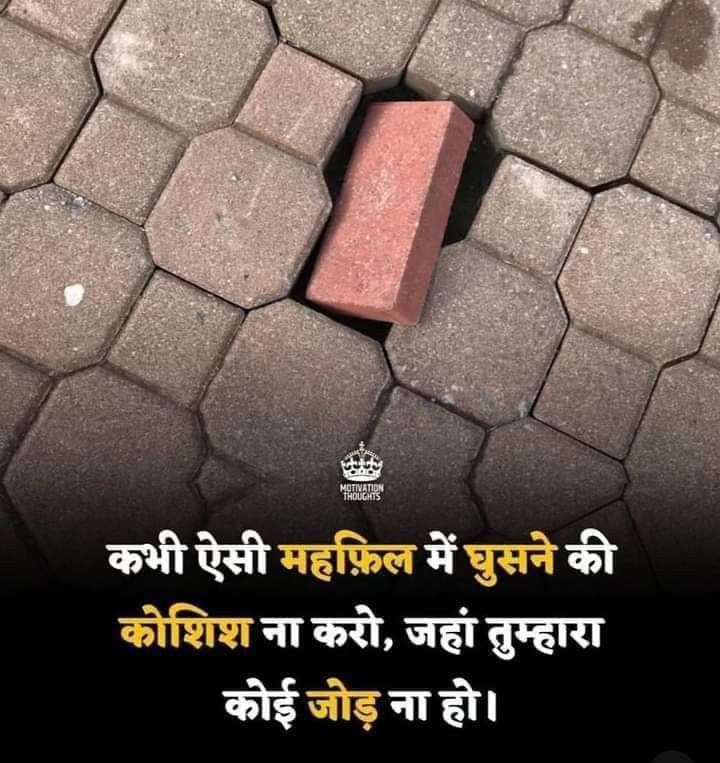 MOTIVATION
THOUGHTS
कभी ऐसी महफ़िल में घुसने की
कोशिश ना करो, जहां तुम्हारा
कोई जोड़ ना हो।